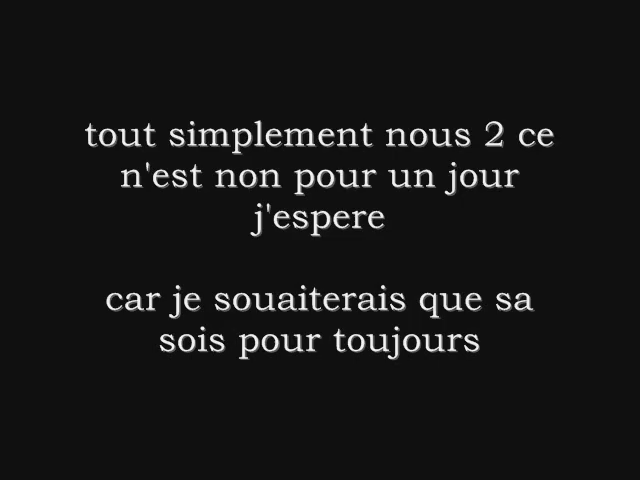 tout simplement nous 2 ce
n'est non pour un jour
j'espere
car je souaiterais que sa
sois pour toujours